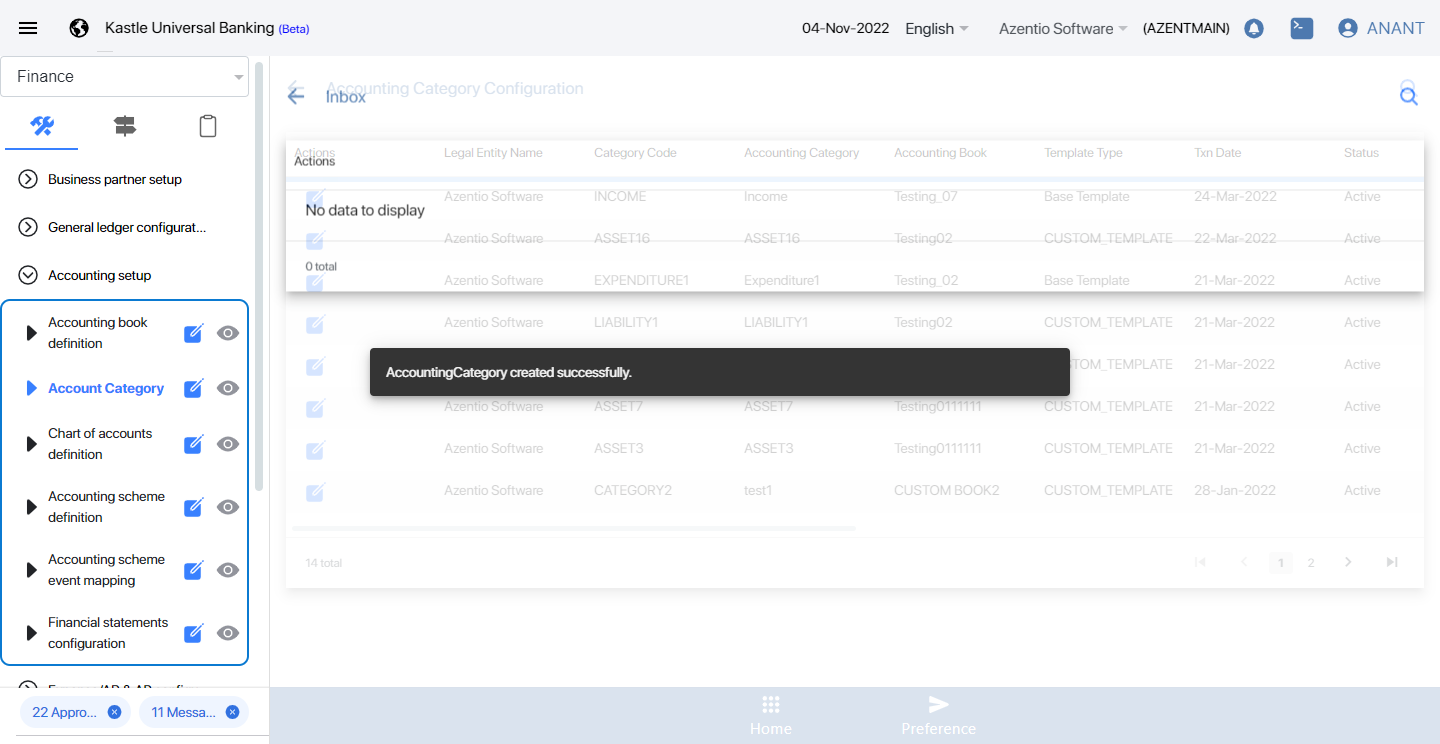 Kastle Universal Banking (Beta)
04-Nov-2022
English
Azentio Software
(AZENTMAIN)
ANANT
Finance
Business partner setup
General ledger configurat...
Accounting setup
Accounting book
definition
Account Category
Chart of accounts
definition
Accounting scheme
definition
Accounting scheme
event mapping
Financial statements
configuration
22 Appro...
11 Messa...
Accounting Category Configuration
Inbox
Actions Legal Entity Name Category Code Accounting Category Accounting Book Template Type Txn Date Status
Actions
Azentio Software INCOME Income Testing_07 Base Template 24-Mar-2022 Active
No data to display
Azentio Software ASSET16 ASSET16 Testing02 CUSTOM_TEMPLATE 22-Mar-2022 Active
0 total
Azentio Software EXPENDITURE1 Expenditure1 Testing_02 Base Template 21-Mar-2022 Active
Azentio Software LIABILITY1 LIABILITY1 Testing02 CUSTOM_TEMPLATE 21-Mar-2022 Active
AccountingCategory created successfully.
21-Mar-2022 Active
Azentio Software ASSET7 ASSET7 Testing0111111 CUSTOM_TEMPLATE 21-Mar-2022 Active
Azentio Software ASSET3 ASSET3 Testing0111111 CUSTOM_TEMPLATE 21-Mar-2022 Active
Azentio Software CATEGORY2 test1 CUSTOM BOOK2 CUSTOM_TEMPLATE 28-Jan-2022 Active
14 total
1 2
Home
Preference